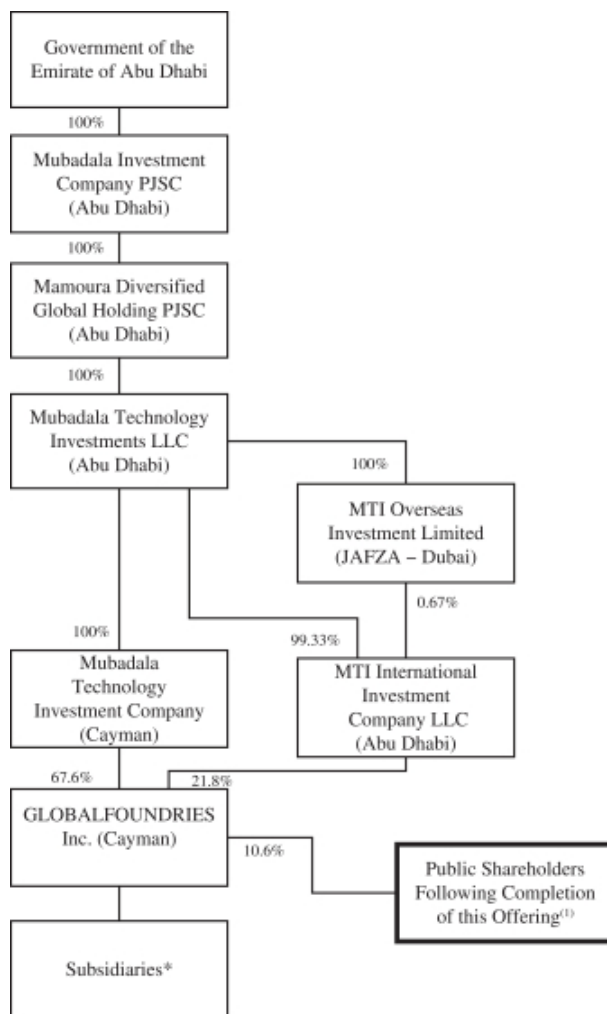 Government of the
Emirate of Abu Dhabi
100%
Mubadala Investment
Company PJSC
(Abu Dhabi)
100%
Mamoura Diversified
Global Holding PJSC
(Abu Dhabi)
100%
Mubadala Technology
Investments LLC
(Abu Dhabi)
100%
MTI Overseas
Investment Limited
(JAFZA – Dubai)
0.67%
99.33%
100%
Mubadala
Technology
Investment Company
(Cayman)
MTI International
Investment
Company LLC
(Abu Dhabi)
67.6%
21.8%
GLOBALFOUNDRIES
Inc. (Cayman)
10.6%
Public Shareholders
Following Completion
of this Offering(1)
Subsidiaries*